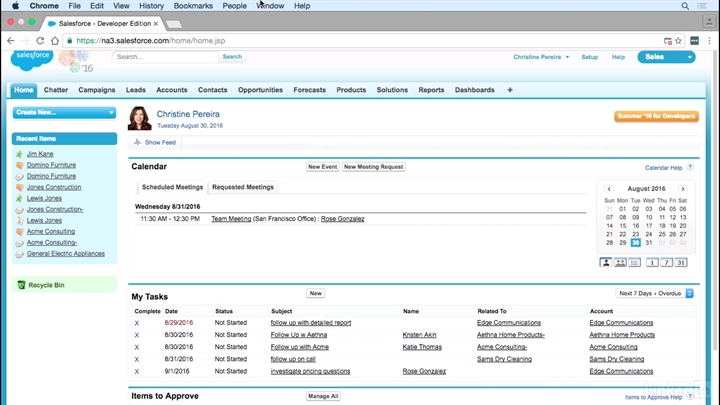 Chrome File Edit View History Bookmarks People Window Help
Salesforce - Developer Edition
https://na3.salesforce.com/home/home.jsp
salesforce '16 Search... Search Christine Pereira Setup Help Sales
Home Chatter Campaigns Leads Accounts Contacts Opportunities Forecasts Products Solutions Reports Dashboards +
Create New...
Recent Items
Jim Kane
Domino Furniture
Domino Furniture
Jones Construction
Lewis Jones
Jones Construction-
Lewis Jones
Acme Consulting
Acme Consulting-
General Electric Appliances
Recycle Bin
Christine Pereira
Tuesday August 30, 2016
Summer '16 for Developers
Show Feed
Calendar New Event New Meeting Request Calendar Help ?
Scheduled Meetings Requested Meetings
Wednesday 8/31/2016
11:30 AM - 12:30 PM Team Meeting (San Francisco Office) : Rose Gonzalez
August 2016
Sun Mon Tue Wed Thu Fri Sat
31 01 02 03 04 05 06
07 08 09 10 11 12 13
14 15 16 17 18 19 20
21 22 23 24 25 26 27
28 29 30 31
1 7 31
My Tasks New Next 7 Days + Overdue
Complete Date Status Subject Name Related To Account
X 8/29/2016 Not Started follow up with detailed report Edge Communications Edge Communications
X 8/30/2016 Not Started Follow Up w Aethna Kristen Akin Aethna Home Products- Aethna Home Products
X 8/30/2016 Not Started Follow up with Acme Katie Thomas Acme Consulting- Acme Consulting
X 8/31/2016 Not Started follow up on call Sams Dry Cleaning Sams Dry Cleaning
X 9/1/2016 Not Started investigate pricing questions Rose Gonzalez Edge Communications
Items to Approve Manage All Items to Approve Help ?